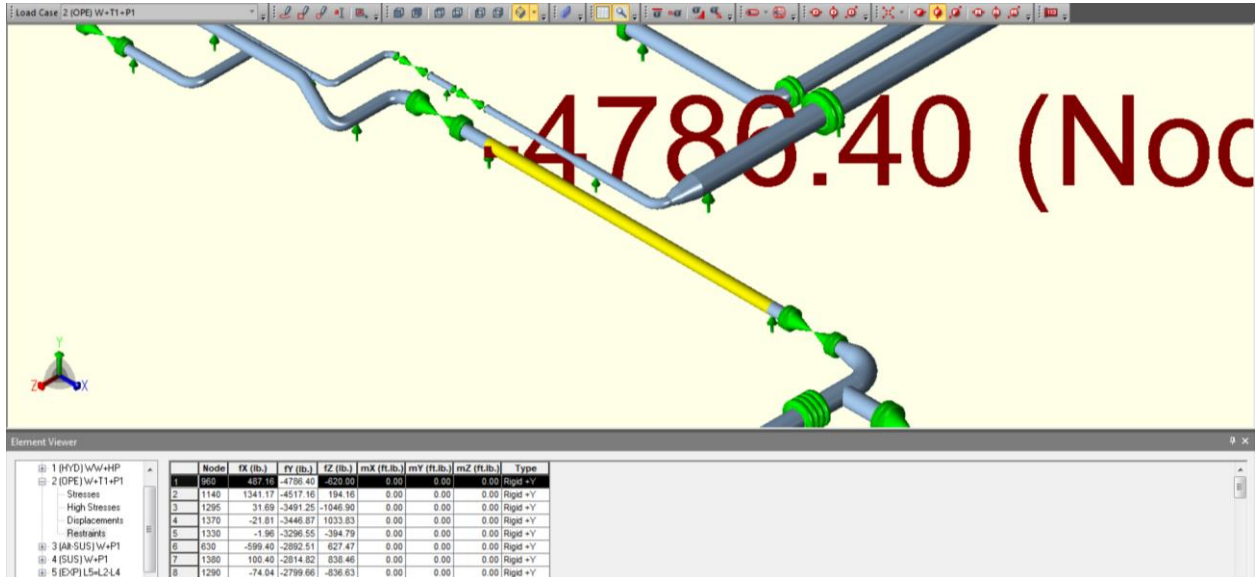 Load Case 2 (OPE) W+T1+P1
-4786.40 (Nod
Y
Z X
Element Viewer
1 (HYD) WW+HP
2 (OPE) W+T1+P1
Stresses
High Stresses
Displacements
Restraints
3 (Alt-SUS) W+P1
4 (SUS) W+P1
5 (EXP) L5=L2-L4
Node fX (lb.) fY (lb.) fZ (lb.) mX (ft.lb.) mY (ft.lb.) mZ (ft.lb.) Type
1 960 487.16 -4786.40 -620.00 0.00 0.00 0.00 Rigid +Y
2 1140 1341.17 -4517.16 194.16 0.00 0.00 0.00 Rigid +Y
3 1295 31.69 -3491.25 -1046.90 0.00 0.00 0.00 Rigid +Y
4 1370 -21.81 -3446.87 1033.83 0.00 0.00 0.00 Rigid +Y
5 1330 -1.96 -3296.55 -394.79 0.00 0.00 0.00 Rigid +Y
6 630 -599.40 -2892.51 627.47 0.00 0.00 0.00 Rigid +Y
7 1380 100.40 -2814.82 838.46 0.00 0.00 0.00 Rigid +Y
8 1290 -74.04 -2799.66 -836.63 0.00 0.00 0.00 Rigid +Y